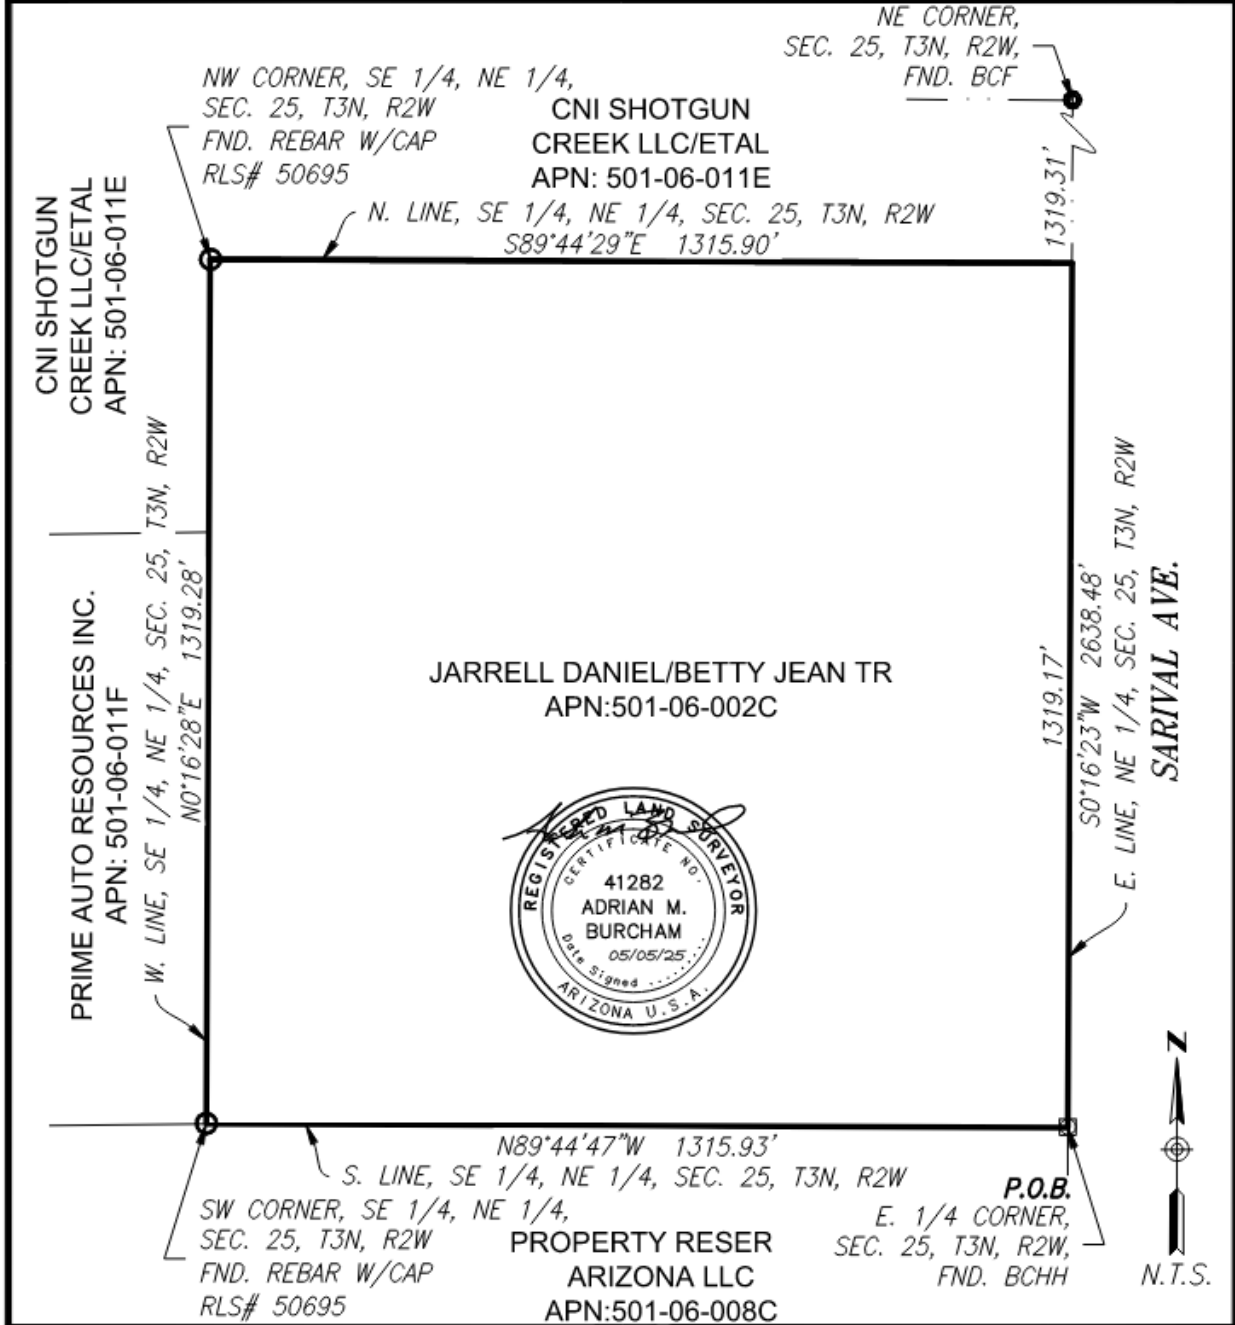 NE CORNER,
SEC. 25, T3N, R2W,
FND. BCF
NW CORNER, SE 1/4, NE 1/4,
SEC. 25, T3N, R2W
FND. REBAR W/CAP
RLS# 50695
CNI SHOTGUN
CREEK LLC/ETAL
APN: 501-06-011E
1319.31'
N. LINE, SE 1/4, NE 1/4, SEC. 25, T3N, R2W
S89°44'29"E 1315.90'
CNI SHOTGUN
CREEK LLC/ETAL
APN: 501-06-011E
PRIME AUTO RESOURCES INC.
APN: 501-06-011F
W. LINE, SE 1/4, NE 1/4, SEC. 25, T3N, R2W
N0°16'28"E 1319.28'
JARRELL DANIEL/BETTY JEAN TR
APN:501-06-002C
1319.17'
S0°16'23"W 2638.48'
E. LINE, NE 1/4, SEC. 25, T3N, R2W
SARIVAL AVE.
REGISTERED LAND SURVEYOR
CERTIFICATE NO.
41282
ADRIAN M.
BURCHAM
05/05/25
Date Signed ........
ARIZONA U.S.A.
N89°44'47"W 1315.93'
S. LINE, SE 1/4, NE 1/4, SEC. 25, T3N, R2W
SW CORNER, SE 1/4, NE 1/4,
SEC. 25, T3N, R2W
FND. REBAR W/CAP
RLS# 50695
PROPERTY RESER
ARIZONA LLC
APN:501-06-008C
P.O.B.
E. 1/4 CORNER,
SEC. 25, T3N, R2W,
FND. BCHH
N
N.T.S.